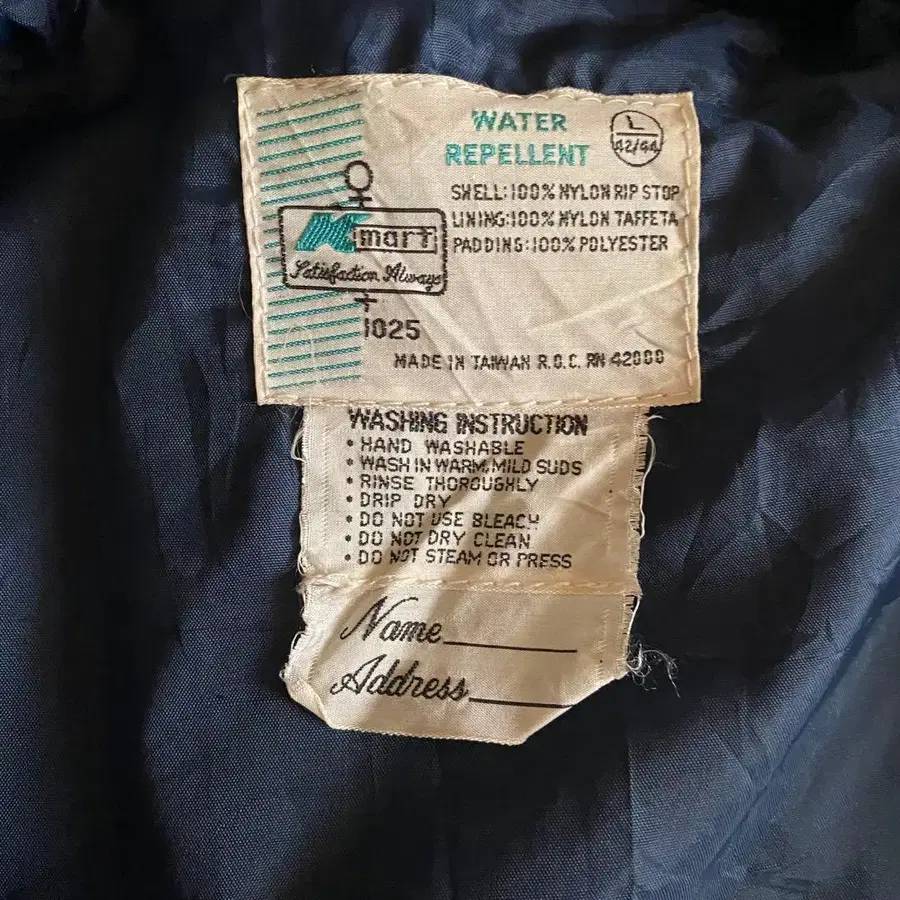 WATER
REPELLENT
L
42/44
SHELL:100% NYLON RIP STOP
LINING:100% NYLON TAFFETA
PADDING:100% POLYESTER
Kmart
Satisfaction Always
1025
MADE IN TAIWAN R.O.C. RN 42000
WASHING INSTRUCTION
• HAND WASHABLE
• WASH IN WARM, MILD SUDS
• RINSE THOROUGHLY
• DRIP DRY
• DO NOT USE BLEACH
• DO NOT DRY CLEAN
• DO NOT STEAM OR PRESS
Name
Address